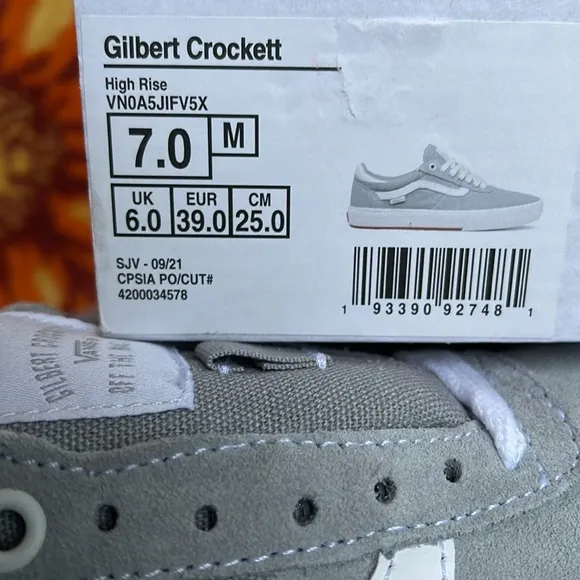 Gilbert Crockett
High Rise
VN0A5JIFV5X
7.0 M
UK EUR CM
6.0 39.0 25.0
SJV - 09/21
CPSIA PO/CUT#
4200034578
1 93390 92748 1
GILBERT
VANS
OFF THE